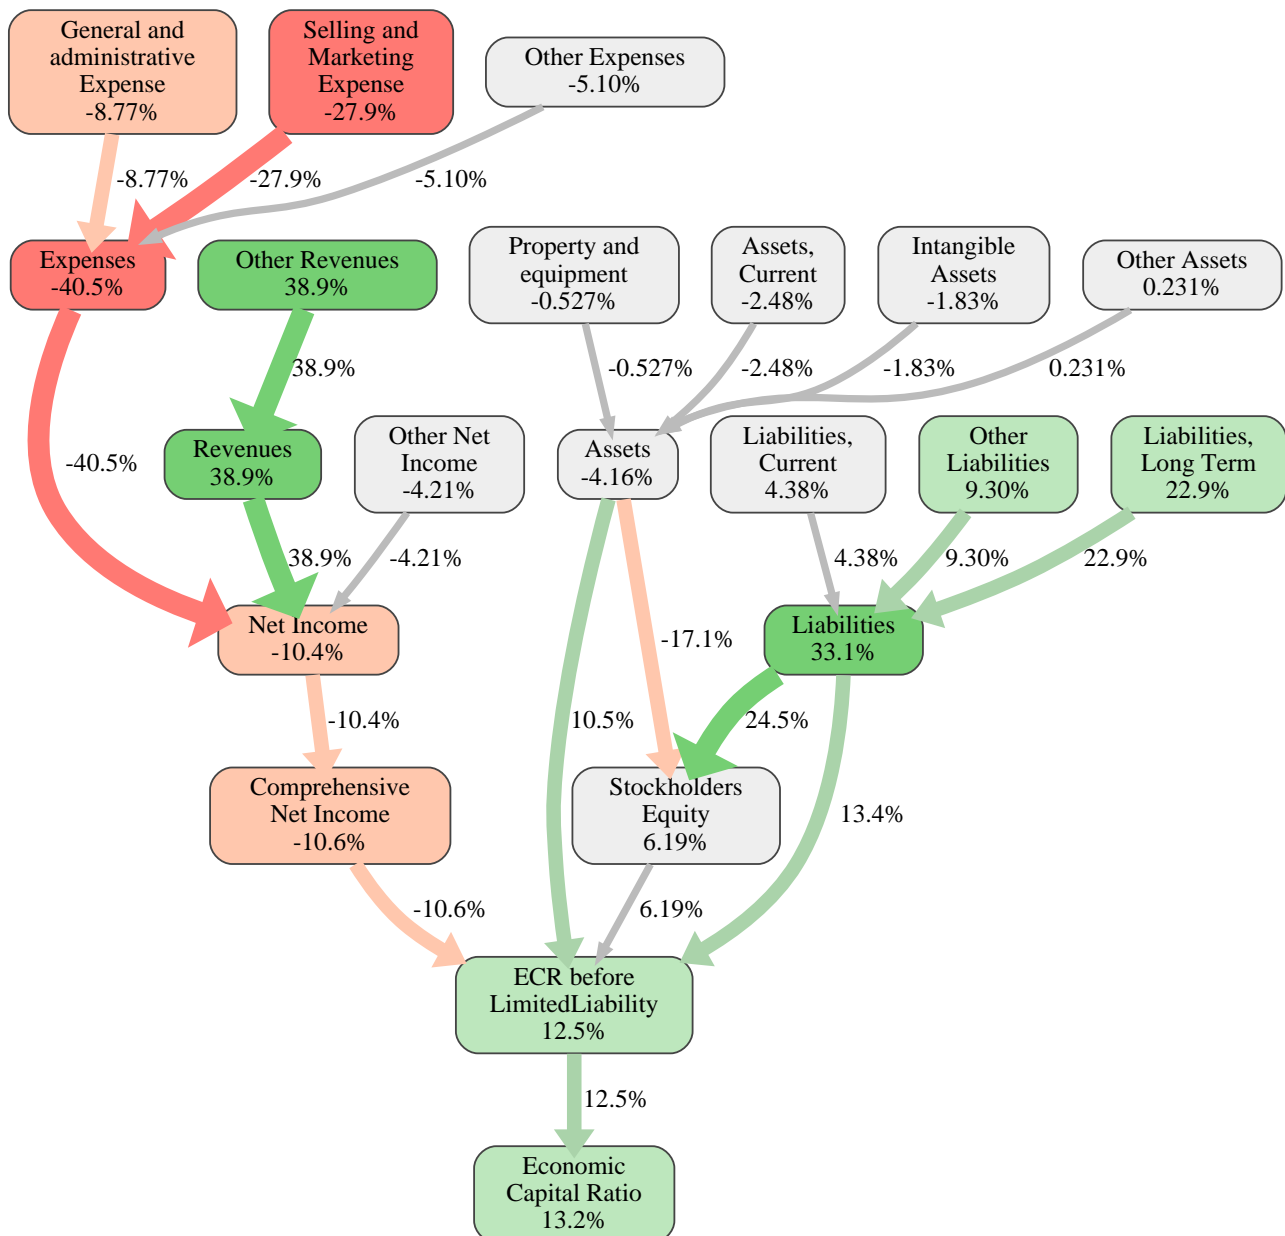 General and
administrative
Expense
-8.77%
Selling and
Marketing
Expense
-27.9%
Other Expenses
-5.10%
-8.77%
-27.9%
-5.10%
Expenses
-40.5%
Other Revenues
38.9%
Property and
equipment
-0.527%
Assets,
Current
-2.48%
Intangible
Assets
-1.83%
Other Assets
0.231%
38.9%
-0.527%
-2.48%
-1.83%
0.231%
-40.5%
Revenues
38.9%
Other Net
Income
-4.21%
Assets
-4.16%
Liabilities,
Current
4.38%
Other
Liabilities
9.30%
Liabilities,
Long Term
22.9%
38.9%
-4.21%
4.38%
9.30%
22.9%
Net Income
-10.4%
-17.1%
Liabilities
33.1%
-10.4%
10.5%
24.5%
Comprehensive
Net Income
-10.6%
Stockholders
Equity
6.19%
13.4%
-10.6%
6.19%
ECR before
LimitedLiability
12.5%
12.5%
Economic
Capital Ratio
13.2%